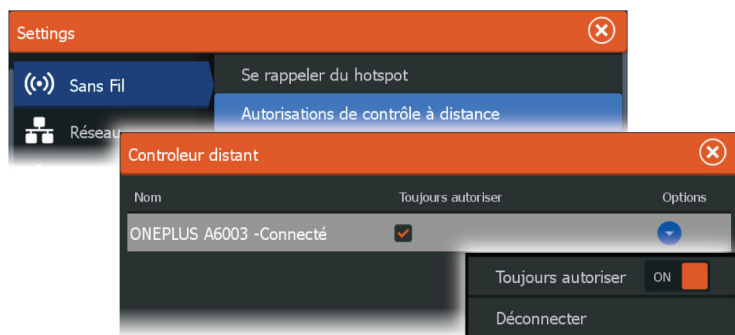 Settings
Sans Fil
Se rappeler du hotspot
Autorisations de contrôle à distance
Réseau
Controleur distant
Nom Toujours autoriser Options
ONEPLUS A6003 -Connecté
Toujours autoriser ON
Déconnecter